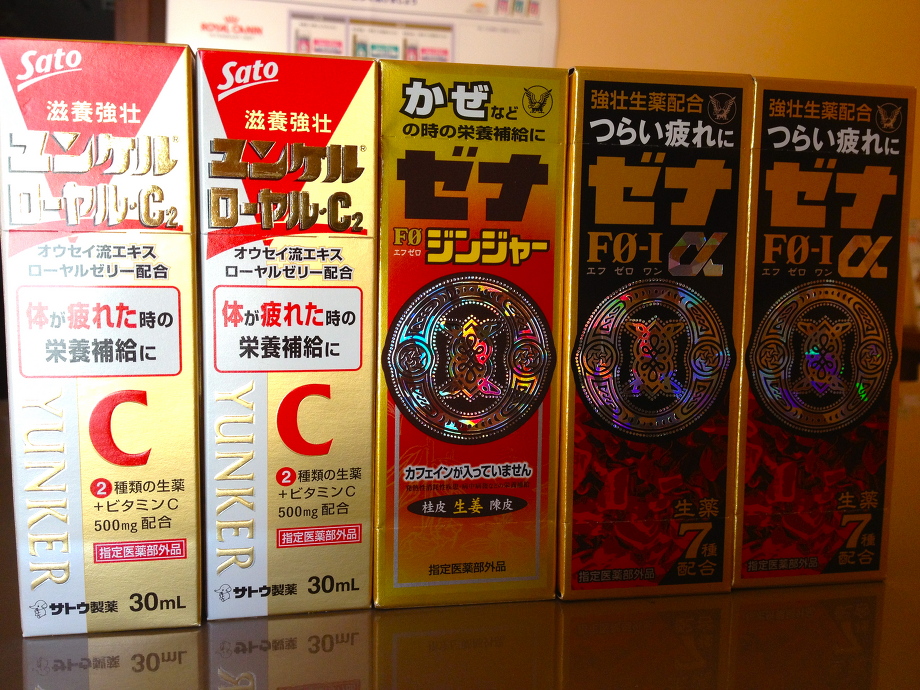 ROYAL CANIN
Sato
滋養強壮
ユンケル
ローヤル・C2
オウセイ流エキス
ローヤルゼリー配合
体が疲れた時の
栄養補給に
C
YUNKER
2種類の生薬
+ビタミンC
500mg配合
指定医薬部外品
サトウ製薬 30mL
Sato
滋養強壮
ユンケル®
ローヤル・C2
オウセイ流エキス
ローヤルゼリー配合
体が疲れた時の
栄養補給に
C
YUNKER
2種類の生薬
+ビタミンC
500mg配合
指定医薬部外品
サトウ製薬 30mL
かぜなど
の時の栄養補給に
ゼナ
F0 ジンジャー
エフ ゼロ
カフェインが入っていません
桂皮 生姜 陳皮
指定医薬部外品
強壮生薬配合
つらい疲れに
ゼナ
F0-I α
エフ ゼロ ワン
生薬
7種
配合
指定医薬部外品
強壮生薬配合
つらい疲れに
ゼナ
F0-I α
エフ ゼロ ワン
生薬
7種
配合
指定医薬部外品